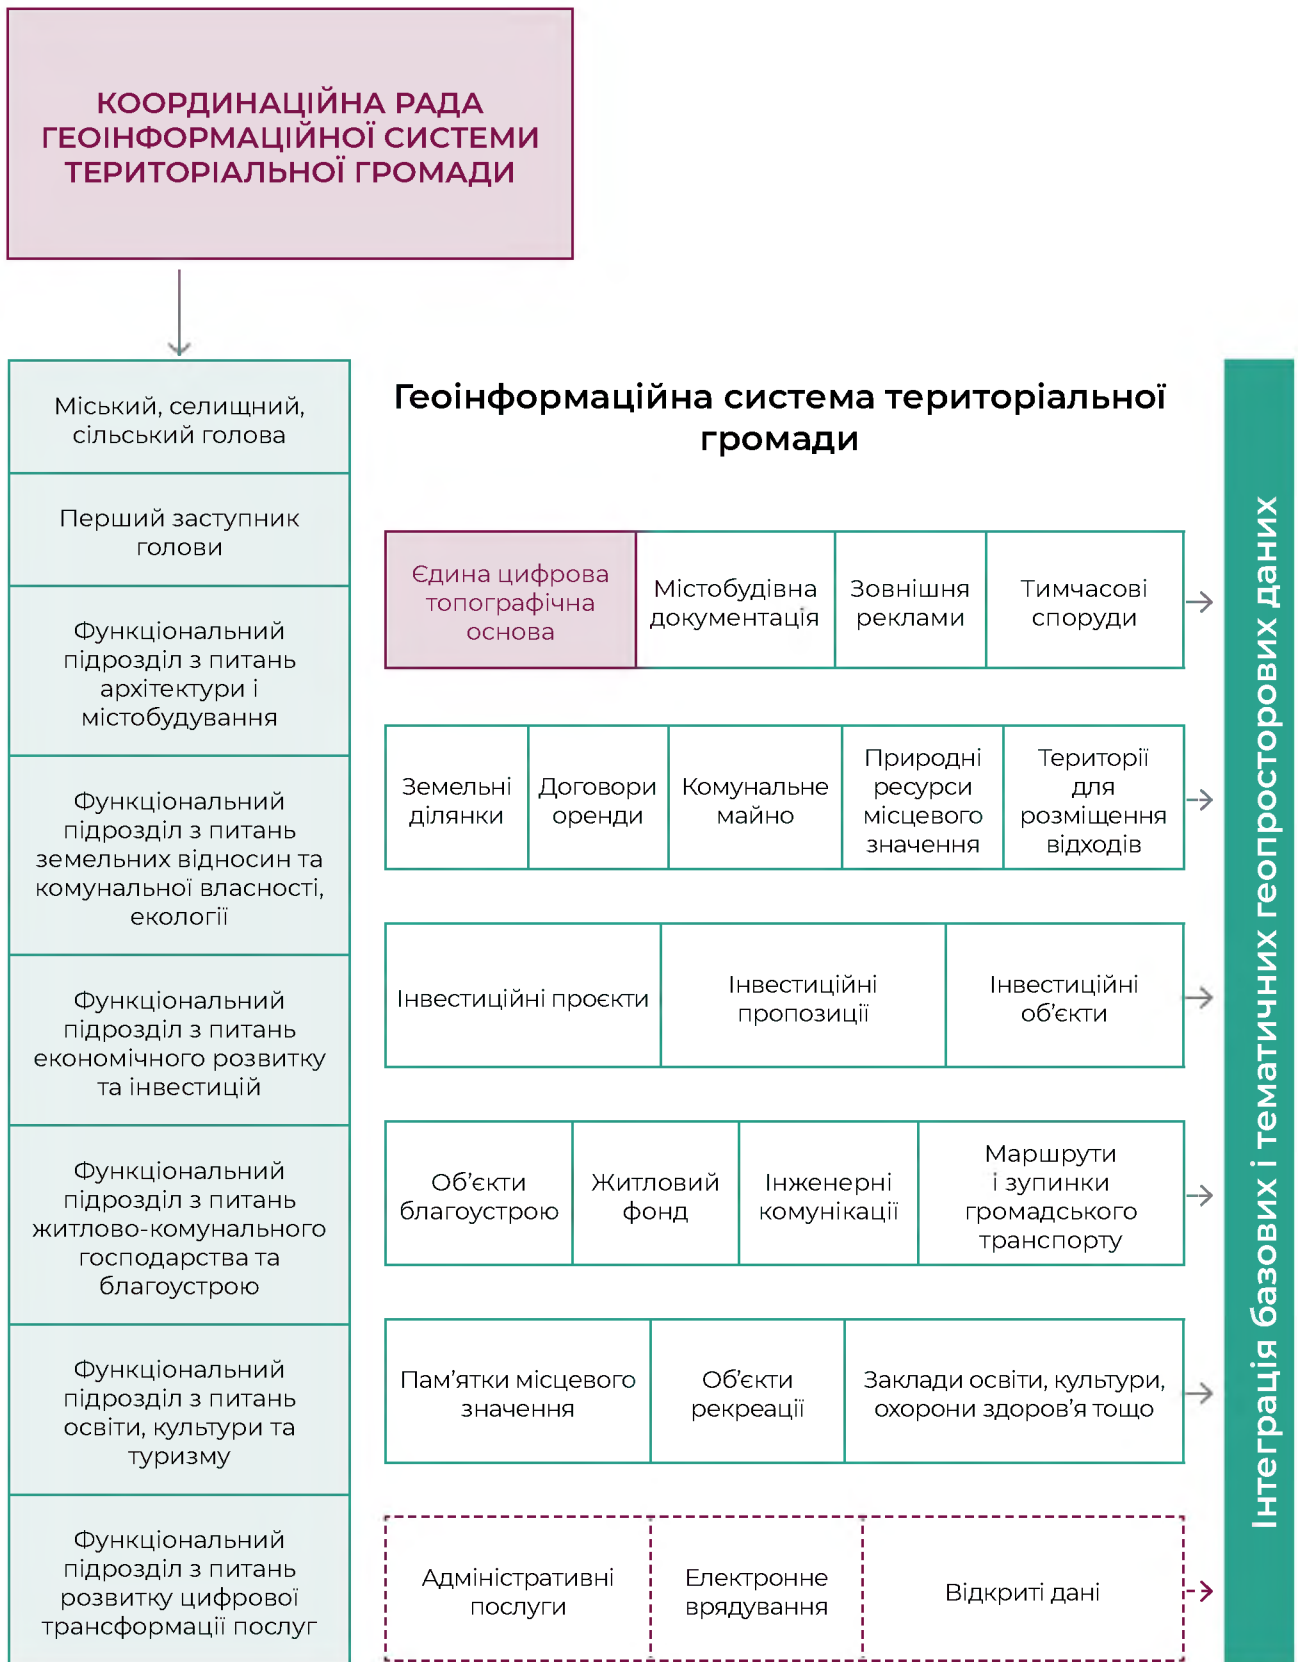 КООРДИНАЦІЙНА РАДА
ГЕОІНФОРМАЦІЙНОЇ СИСТЕМИ
ТЕРИТОРІАЛЬНОЇ ГРОМАДИ
Міський, селищний,
сільський голова
Перший заступник
голови
Функціональний
підрозділ з питань
архітектури і
містобудування
Функціональний
підрозділ з питань
земельних відносин та
комунальної власності,
екології
Функціональний
підрозділ з питань
економічного розвитку
та інвестицій
Функціональний
підрозділ з питань
житлово-комунального
господарства та
благоустрою
Функціональний
підрозділ з питань
освіти, культури та
туризму
Функціональний
підрозділ з питань
розвитку цифрової
трансформації послуг
Геоінформаційна система територіальної
громади
Єдина цифрова
топографічна
основа
Містобудівна
документація
Зовнішня
реклами
Тимчасові
споруди
Земельні
ділянки
Договори
оренди
Комунальне
майно
Природні
ресурси
місцевого
значення
Території
для
розміщення
відходів
Інвестиційні проєкти
Інвестиційні
пропозиції
Інвестиційні
об’єкти
Об’єкти
благоустрою
Житловий
фонд
Інженерні
комунікації
Маршрути
і зупинки
громадського
транспорту
Пам’ятки місцевого
значення
Об’єкти
рекреації
Заклади освіти, культури,
охорони здоров’я тощо
Адміністративні
послуги
Електронне
врядування
Відкриті дані
Інтеграція базових і тематичних геопросторових даних